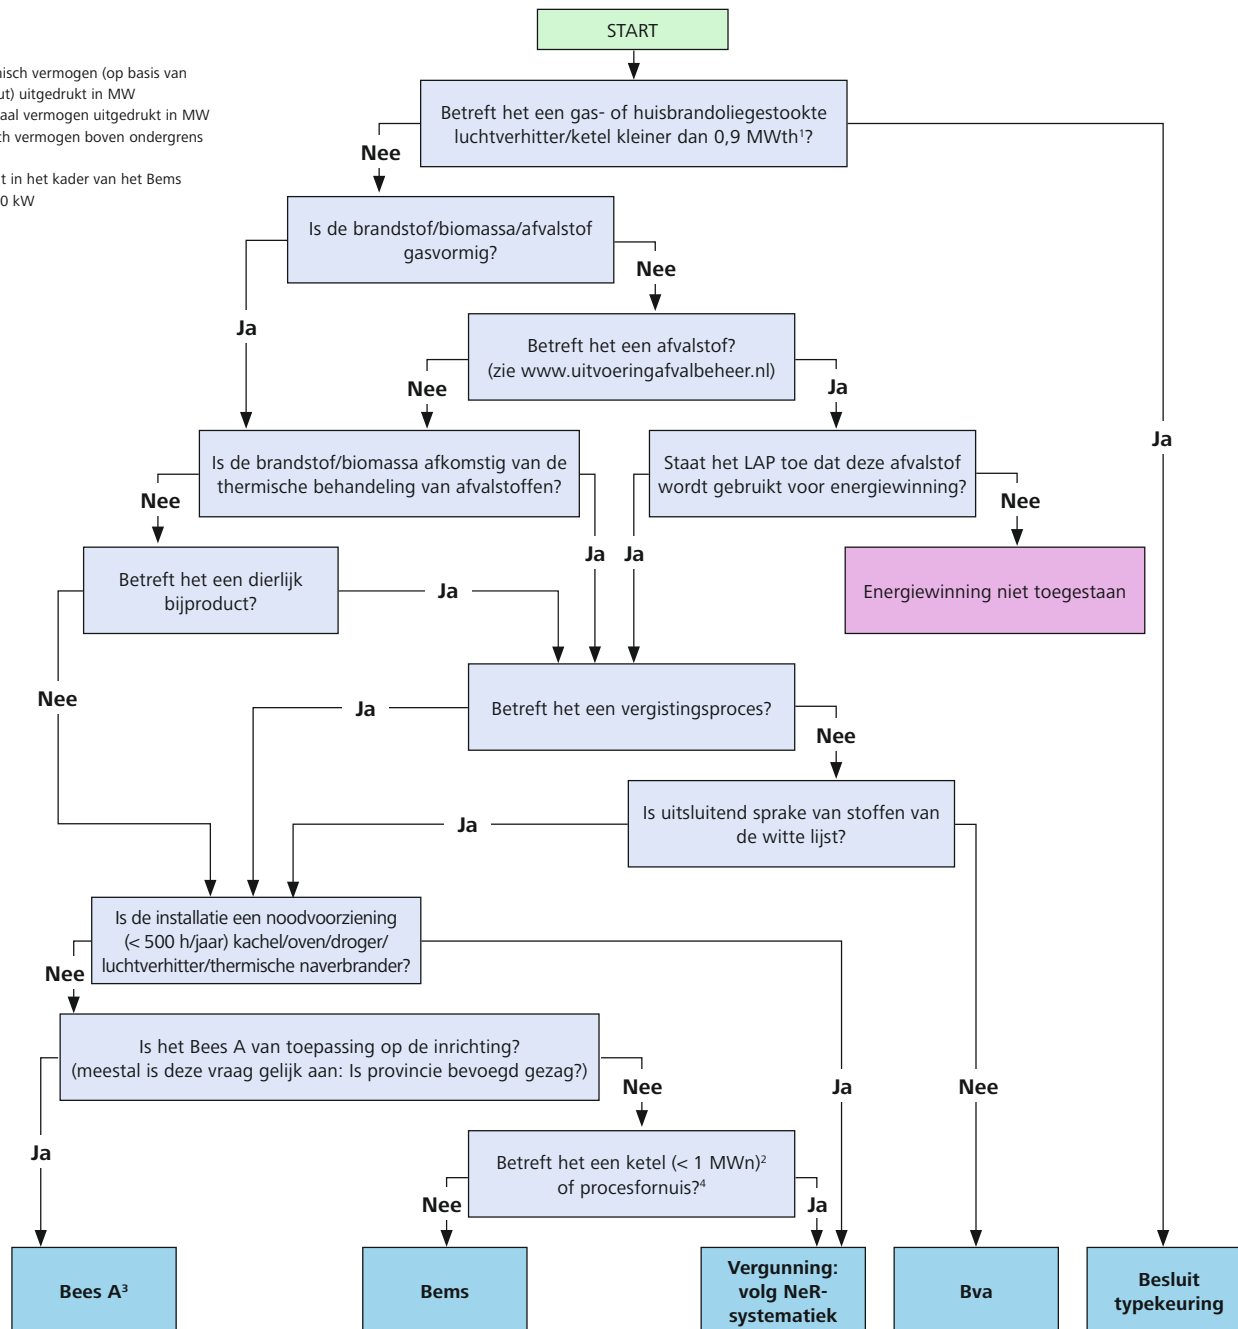 START
nisch vermogen (op basis van
ut) uitgedrukt in MW
aal vermogen uitgedrukt in MW
ch vermogen boven ondergrens
t in het kader van het Bems
0 kW
Betreft het een gas- of huisbrandoliegestookte
luchtverhitter/ketel kleiner dan 0,9 MWth¹?
Nee
Ja
Is de brandstof/biomassa/afvalstof
gasvormig?
Nee
Ja
Betreft het een afvalstof?
(zie www.uitvoeringafvalbeheer.nl)
Nee
Ja
Is de brandstof/biomassa afkomstig van de
thermische behandeling van afvalstoffen?
Staat het LAP toe dat deze afvalstof
wordt gebruikt voor energiewinning?
Nee
Nee
Ja
Ja
Betreft het een dierlijk
bijproduct?
Ja
Energiewinning niet toegestaan
Nee
Betreft het een vergistingsproces?
Ja
Nee
Is uitsluitend sprake van stoffen van
de witte lijst?
Ja
Is de installatie een noodvoorziening
(< 500 h/jaar) kachel/oven/droger/
luchtverhitter/thermische naverbrander?
Nee
Is het Bees A van toepassing op de inrichting?
(meestal is deze vraag gelijk aan: Is provincie bevoegd gezag?)
Nee
Ja
Nee
Ja
Betreft het een ketel (< 1 MWn)²
of procesfornuis?⁴
Nee
Ja
Bees A³
Bems
Vergunning:
volg NeR-
systematiek
Bva
Besluit
typekeuring